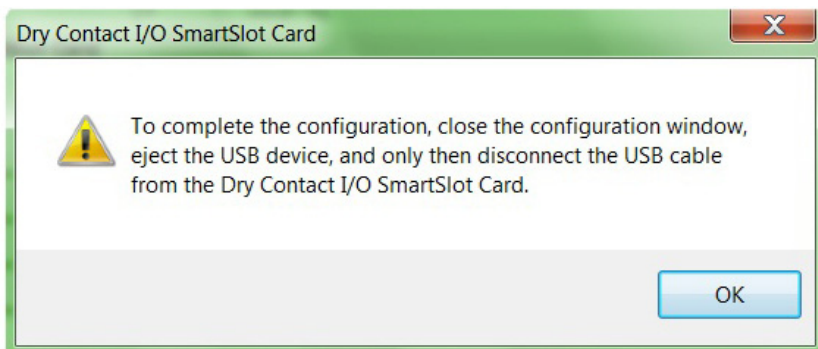 Dry Contact I/O SmartSlot Card
To complete the configuration, close the configuration window,
eject the USB device, and only then disconnect the USB cable
from the Dry Contact I/O SmartSlot Card.
OK